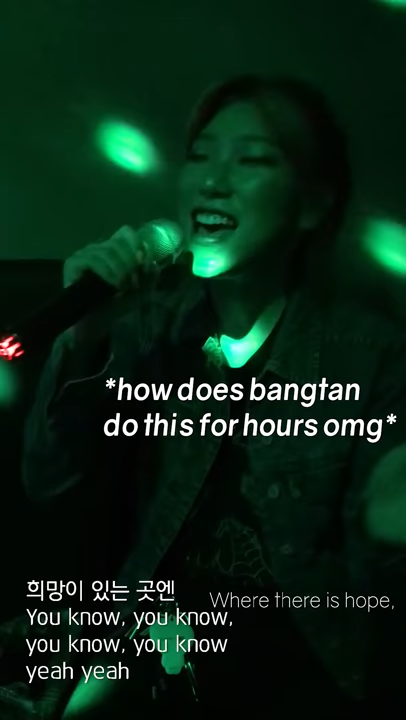 *how does bangtan
do this for hours omg*
희망이 있는 곳엔
Where there is hope,
You know, you know,
you know, you know
yeah yeah